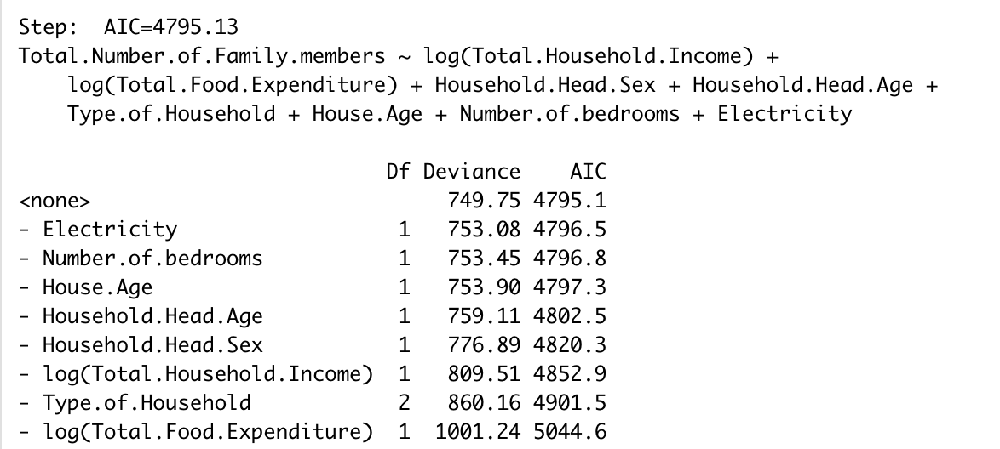 Step:  AIC=4795.13
Total.Number.of.Family.members ~ log(Total.Household.Income) +
    log(Total.Food.Expenditure) + Household.Head.Sex + Household.Head.Age +
    Type.of.Household + House.Age + Number.of.bedrooms + Electricity

                              Df Deviance    AIC
<none>                             749.75 4795.1
- Electricity                  1   753.08 4796.5
- Number.of.bedrooms           1   753.45 4796.8
- House.Age                    1   753.90 4797.3
- Household.Head.Age           1   759.11 4802.5
- Household.Head.Sex           1   776.89 4820.3
- log(Total.Household.Income)  1   809.51 4852.9
- Type.of.Household            2   860.16 4901.5
- log(Total.Food.Expenditure)  1  1001.24 5044.6